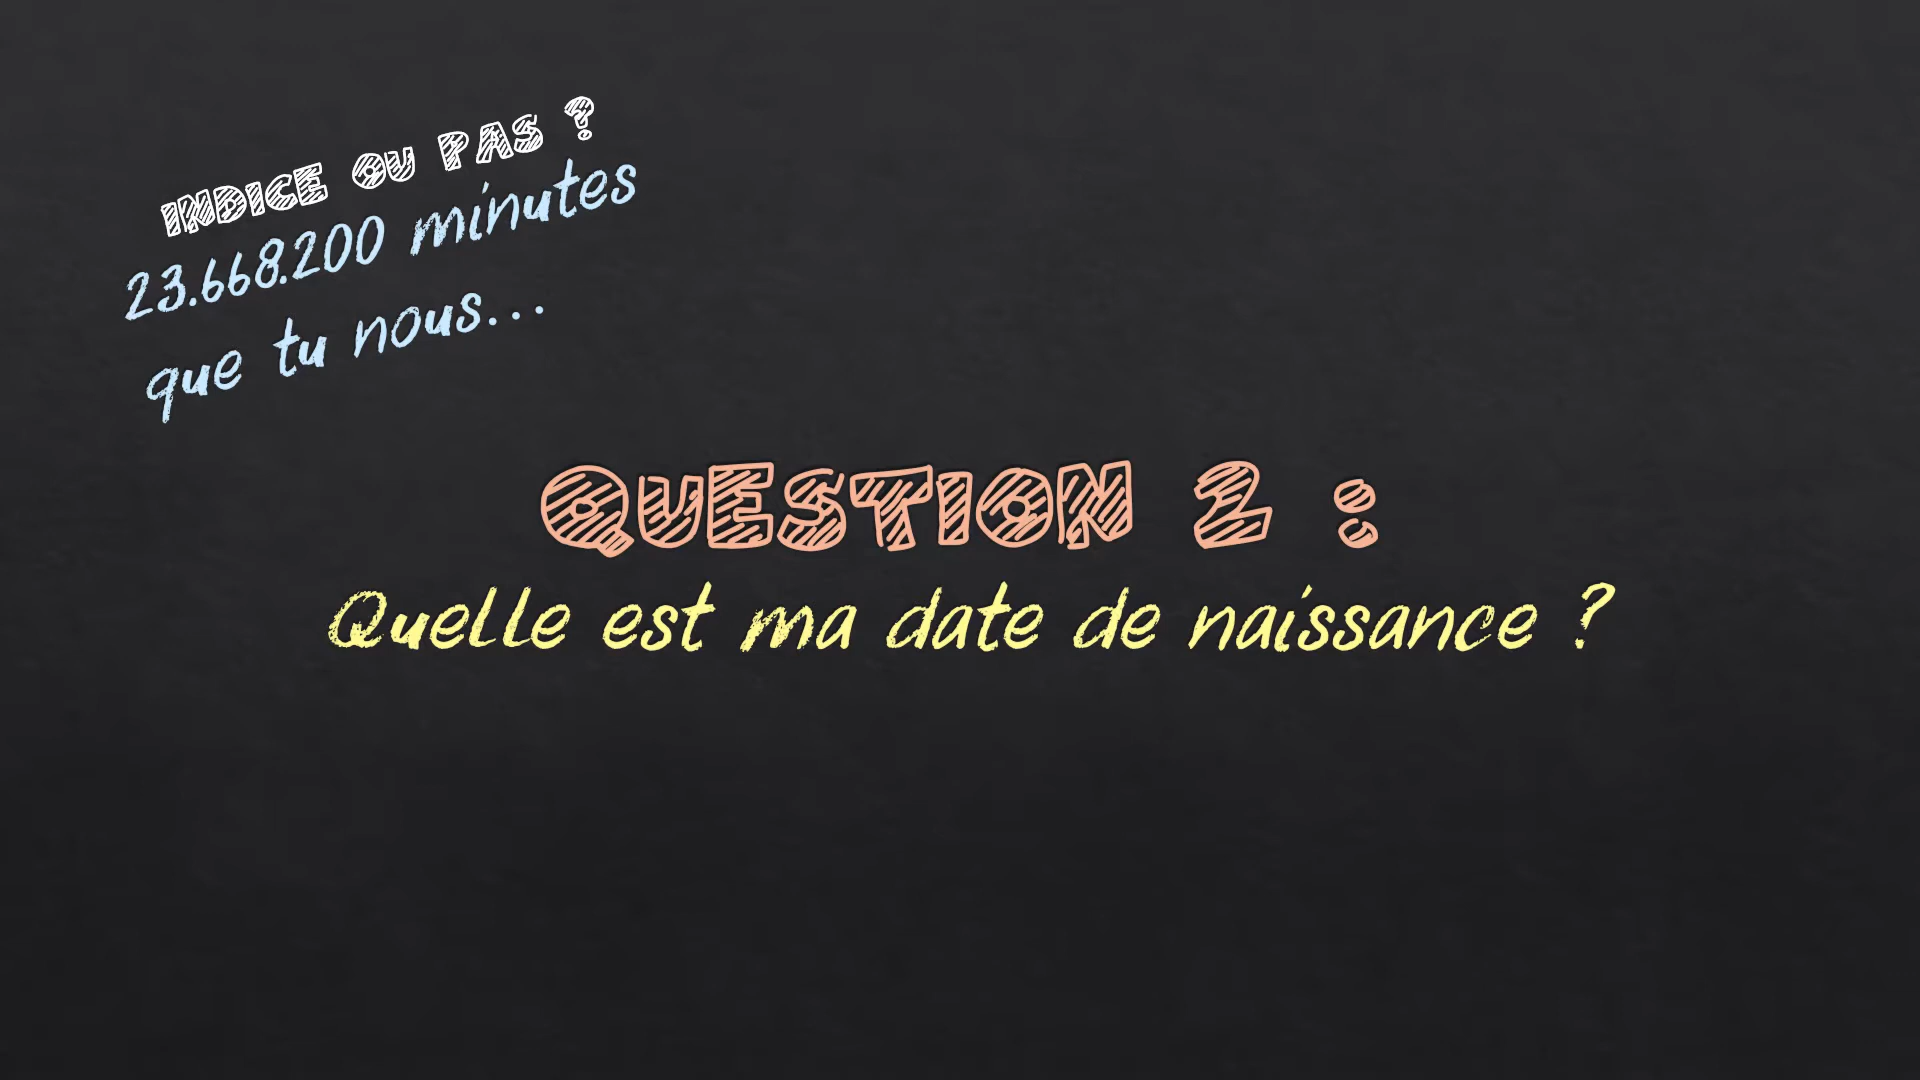 INDICE OU PAS ?
23.668.200 minutes
que tu nous...
QUESTION 2 :
Quelle est ma date de naissance ?